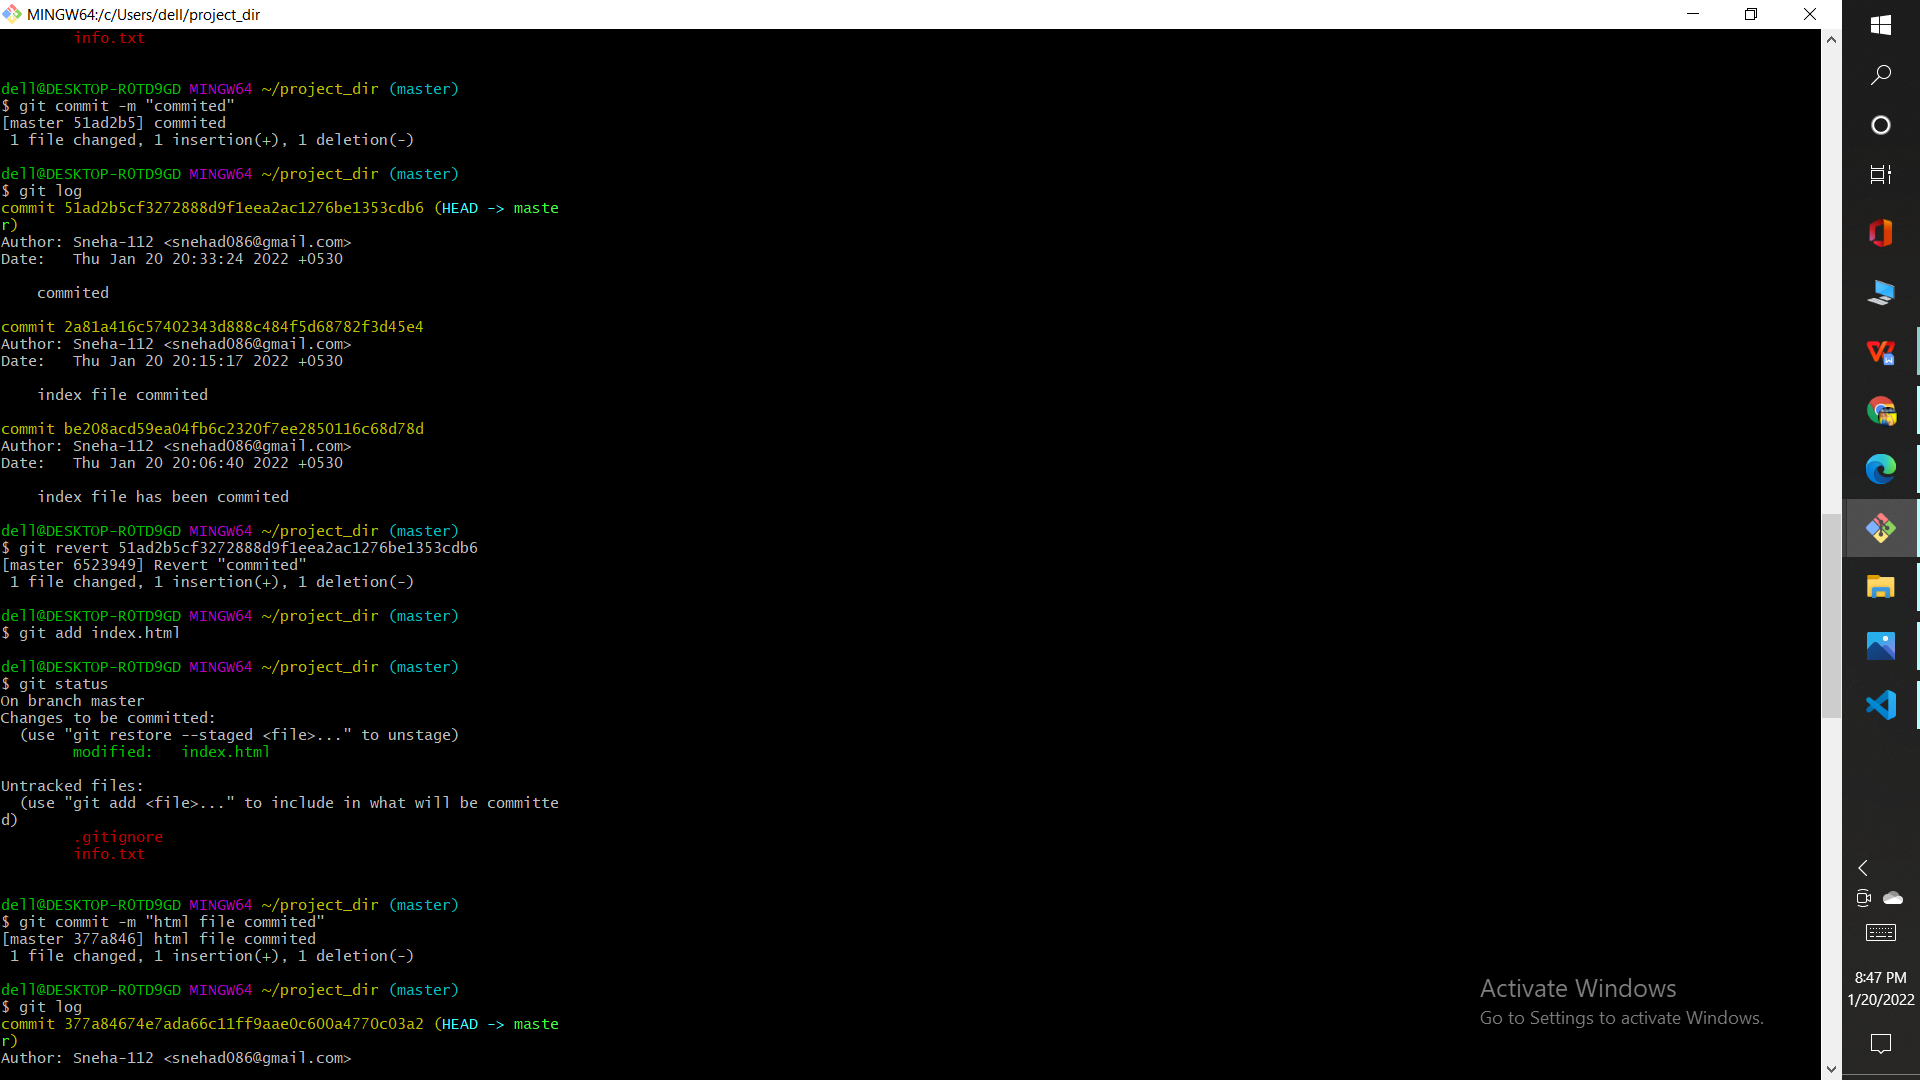 MINGW64:/c/Users/dell/project_dir
info.txt
dell@DESKTOP-R0TD9GD MINGW64 ~/project_dir (master)
$ git commit -m "commited"
[master 51ad2b5] commited
 1 file changed, 1 insertion(+), 1 deletion(-)
dell@DESKTOP-R0TD9GD MINGW64 ~/project_dir (master)
$ git log
commit 51ad2b5cf3272888d9f1eea2ac1276be1353cdb6 (HEAD -> maste
r)
Author: Sneha-112 <snehad086@gmail.com>
Date:   Thu Jan 20 20:33:24 2022 +0530
    commited
commit 2a81a416c57402343d888c484f5d68782f3d45e4
Author: Sneha-112 <snehad086@gmail.com>
Date:   Thu Jan 20 20:15:17 2022 +0530
    index file commited
commit be208acd59ea04fb6c2320f7ee2850116c68d78d
Author: Sneha-112 <snehad086@gmail.com>
Date:   Thu Jan 20 20:06:40 2022 +0530
    index file has been commited
dell@DESKTOP-R0TD9GD MINGW64 ~/project_dir (master)
$ git revert 51ad2b5cf3272888d9f1eea2ac1276be1353cdb6
[master 6523949] Revert "commited"
 1 file changed, 1 insertion(+), 1 deletion(-)
dell@DESKTOP-R0TD9GD MINGW64 ~/project_dir (master)
$ git add index.html
dell@DESKTOP-R0TD9GD MINGW64 ~/project_dir (master)
$ git status
On branch master
Changes to be committed:
  (use "git restore --staged <file>..." to unstage)
        modified:   index.html
Untracked files:
  (use "git add <file>..." to include in what will be committe
d)
        .gitignore
        info.txt
dell@DESKTOP-R0TD9GD MINGW64 ~/project_dir (master)
$ git commit -m "html file commited"
[master 377a846] html file commited
 1 file changed, 1 insertion(+), 1 deletion(-)
dell@DESKTOP-R0TD9GD MINGW64 ~/project_dir (master)
$ git log
commit 377a84674e7ada66c11ff9aae0c600a4770c03a2 (HEAD -> maste
r)
Author: Sneha-112 <snehad086@gmail.com>
Activate Windows
Go to Settings to activate Windows.
8:47 PM
1/20/2022